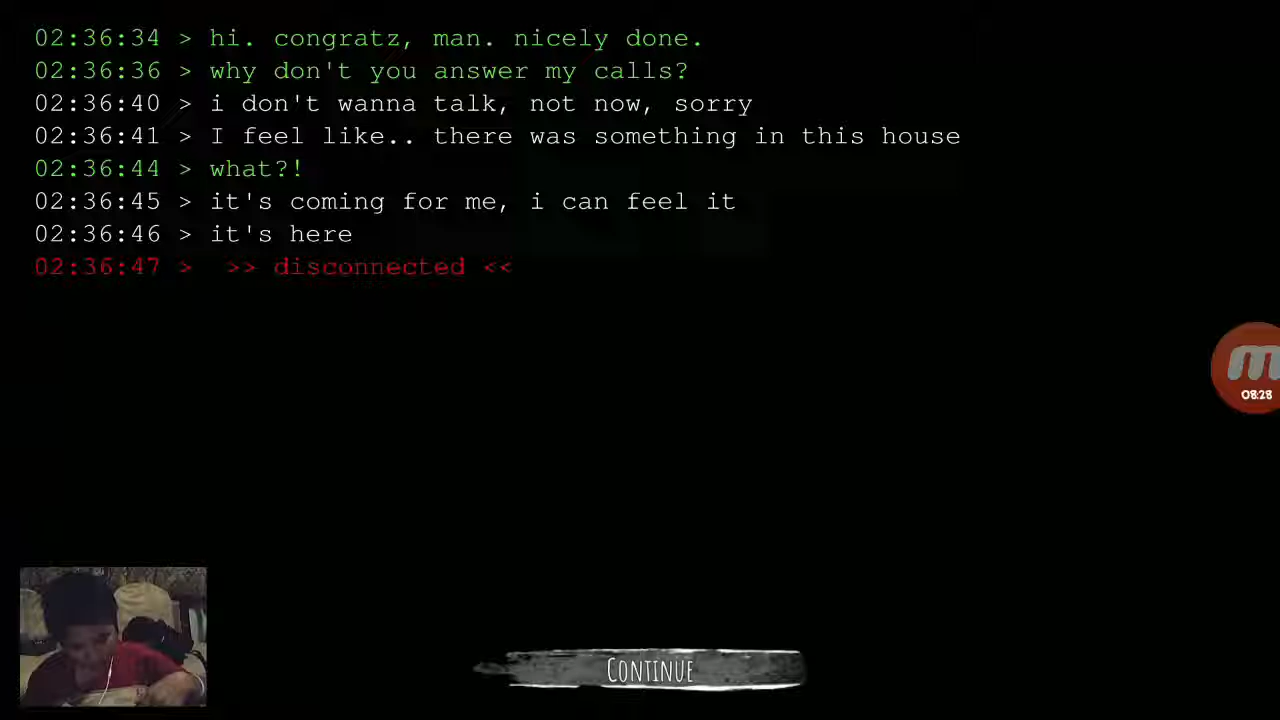 02:36:34 > hi. congratz, man. nicely done.
02:36:36 > why don't you answer my calls?
02:36:40 > i don't wanna talk, not now, sorry
02:36:41 > I feel like.. there was something in this house
02:36:44 > what?!
02:36:45 > it's coming for me, i can feel it
02:36:46 > it's here
02:36:47 > >> disconnected <<
08:28
Continue